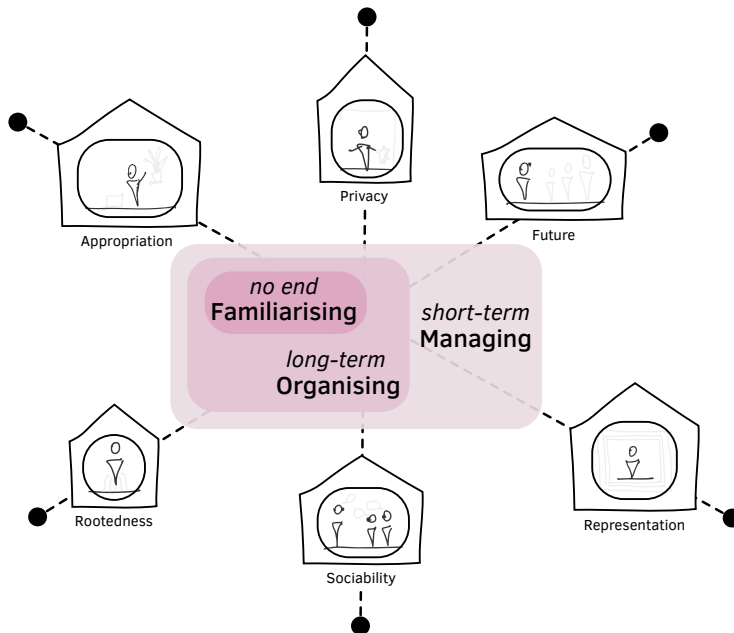 Privacy
Appropriation
Future
no end
Familiarising
short-term
Managing
long-term
Organising
Rootedness
Representation
Sociability